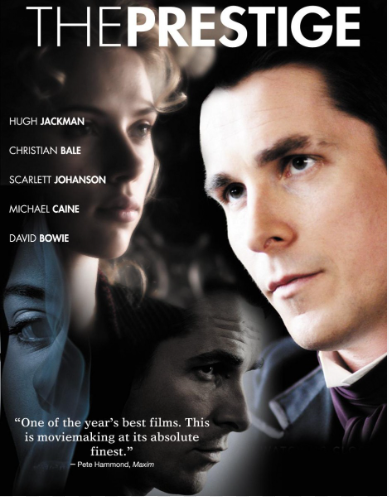 THE PRESTIGE
HUGH JACKMAN
CHRISTIAN BALE
SCARLETT JOHANSON
MICHAEL CAINE
DAVID BOWIE
“One of the year’s best films. This
is moviemaking at its absolute
finest.”
– Pete Hammond, Maxim